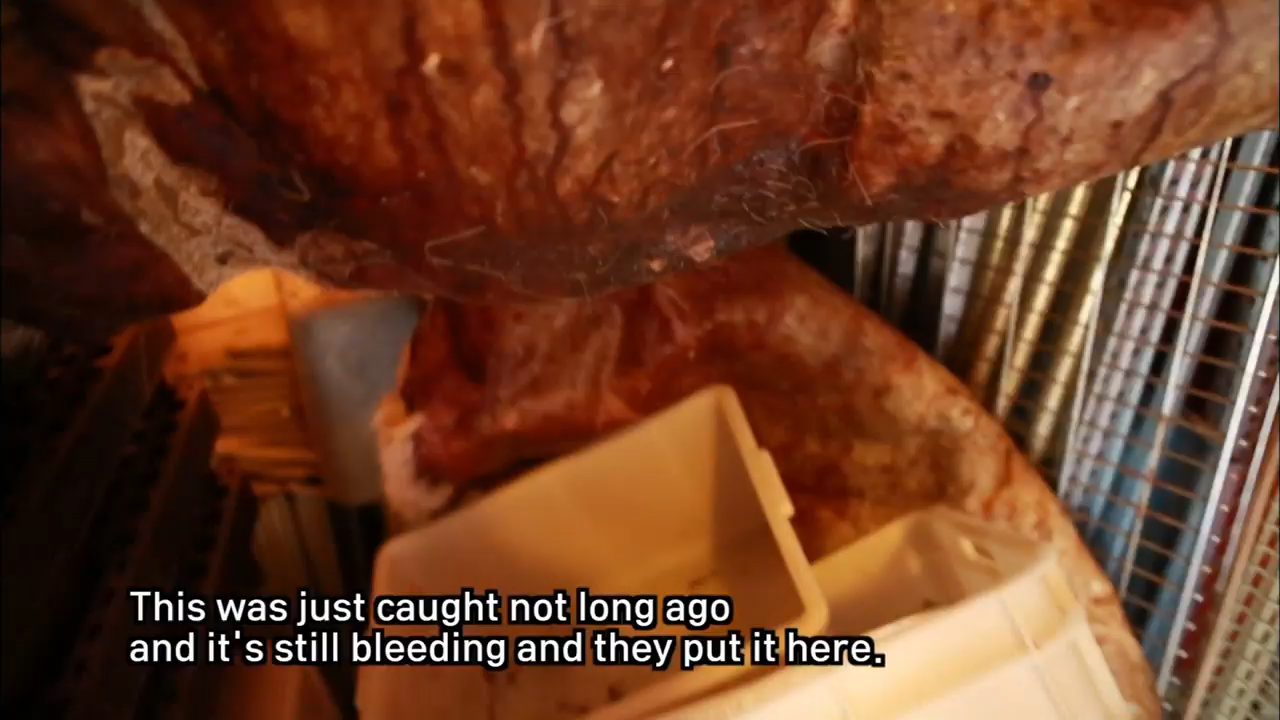 This was just caught not long ago
and it's still bleeding and they put it here.